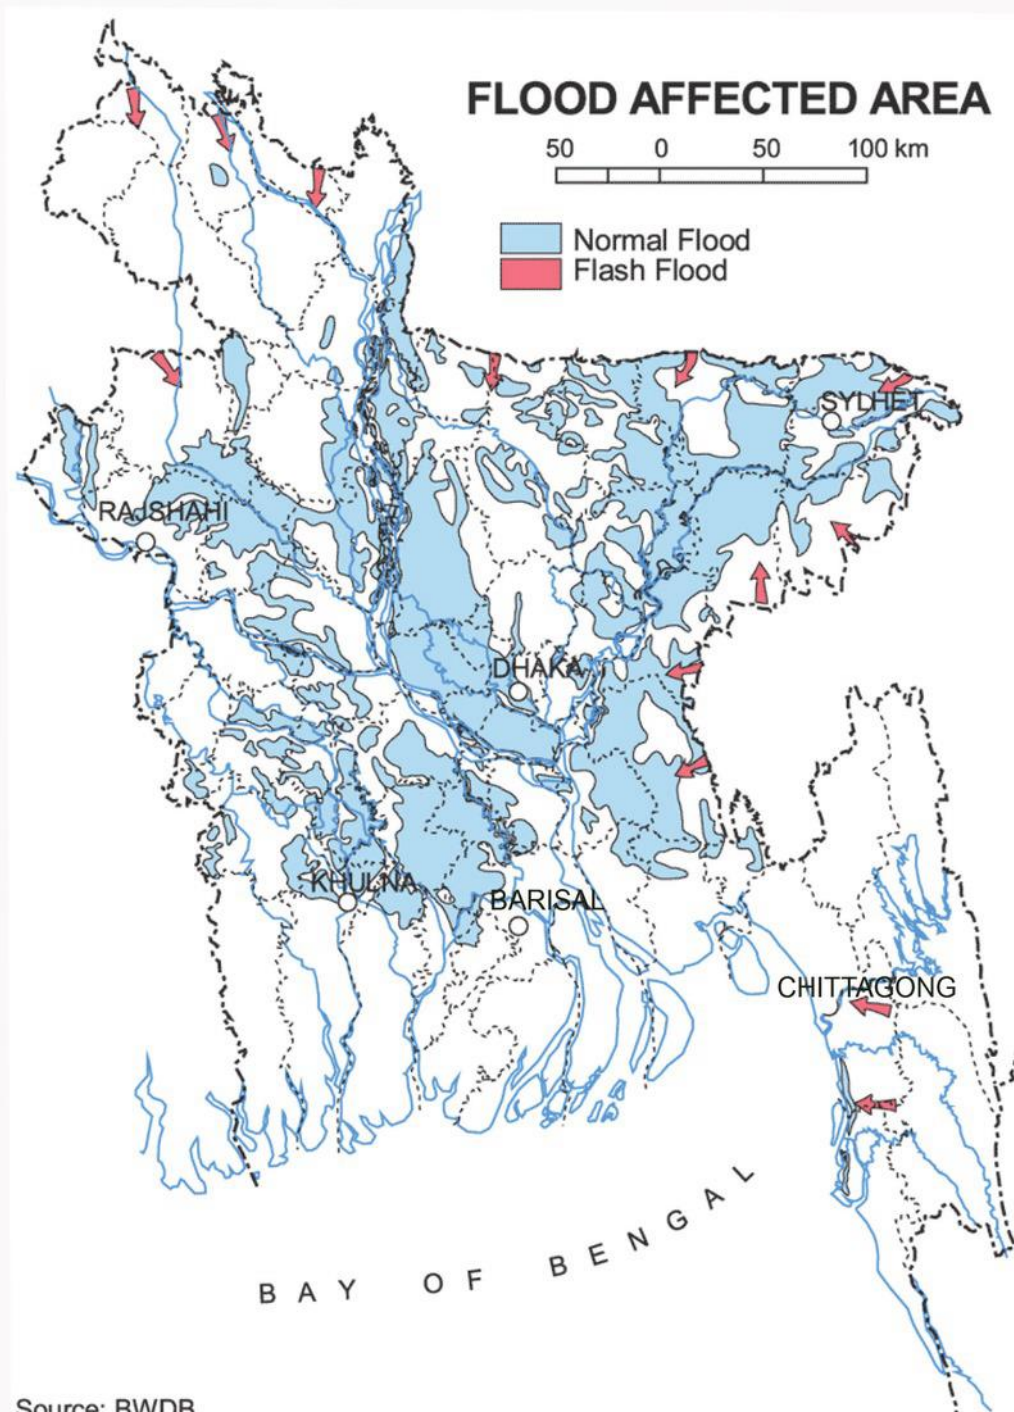 FLOOD AFFECTED AREA
50 0 50 100 km
Normal Flood
Flash Flood
SYLHET
RAJSHAHI
DHAKA
KHULNA
BARISAL
CHITTAGONG
BAY OF BENGAL
Source: BWDB